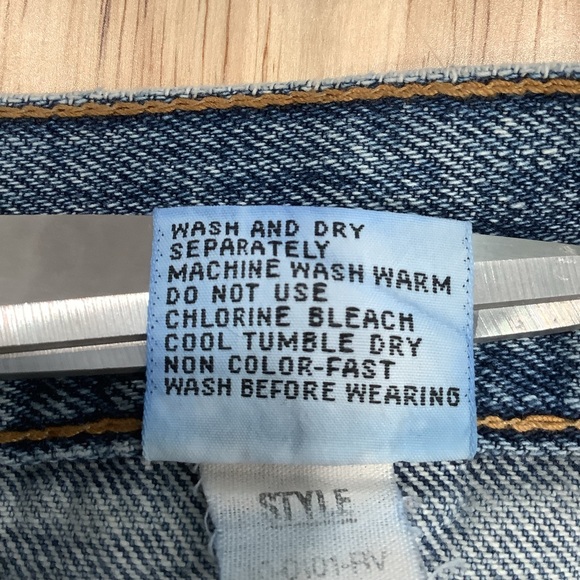 WASH AND DRY
SEPARATELY
MACHINE WASH WARM
DO NOT USE
CHLORINE BLEACH
COOL TUMBLE DRY
NON COLOR-FAST
WASH BEFORE WEARING
STYLE